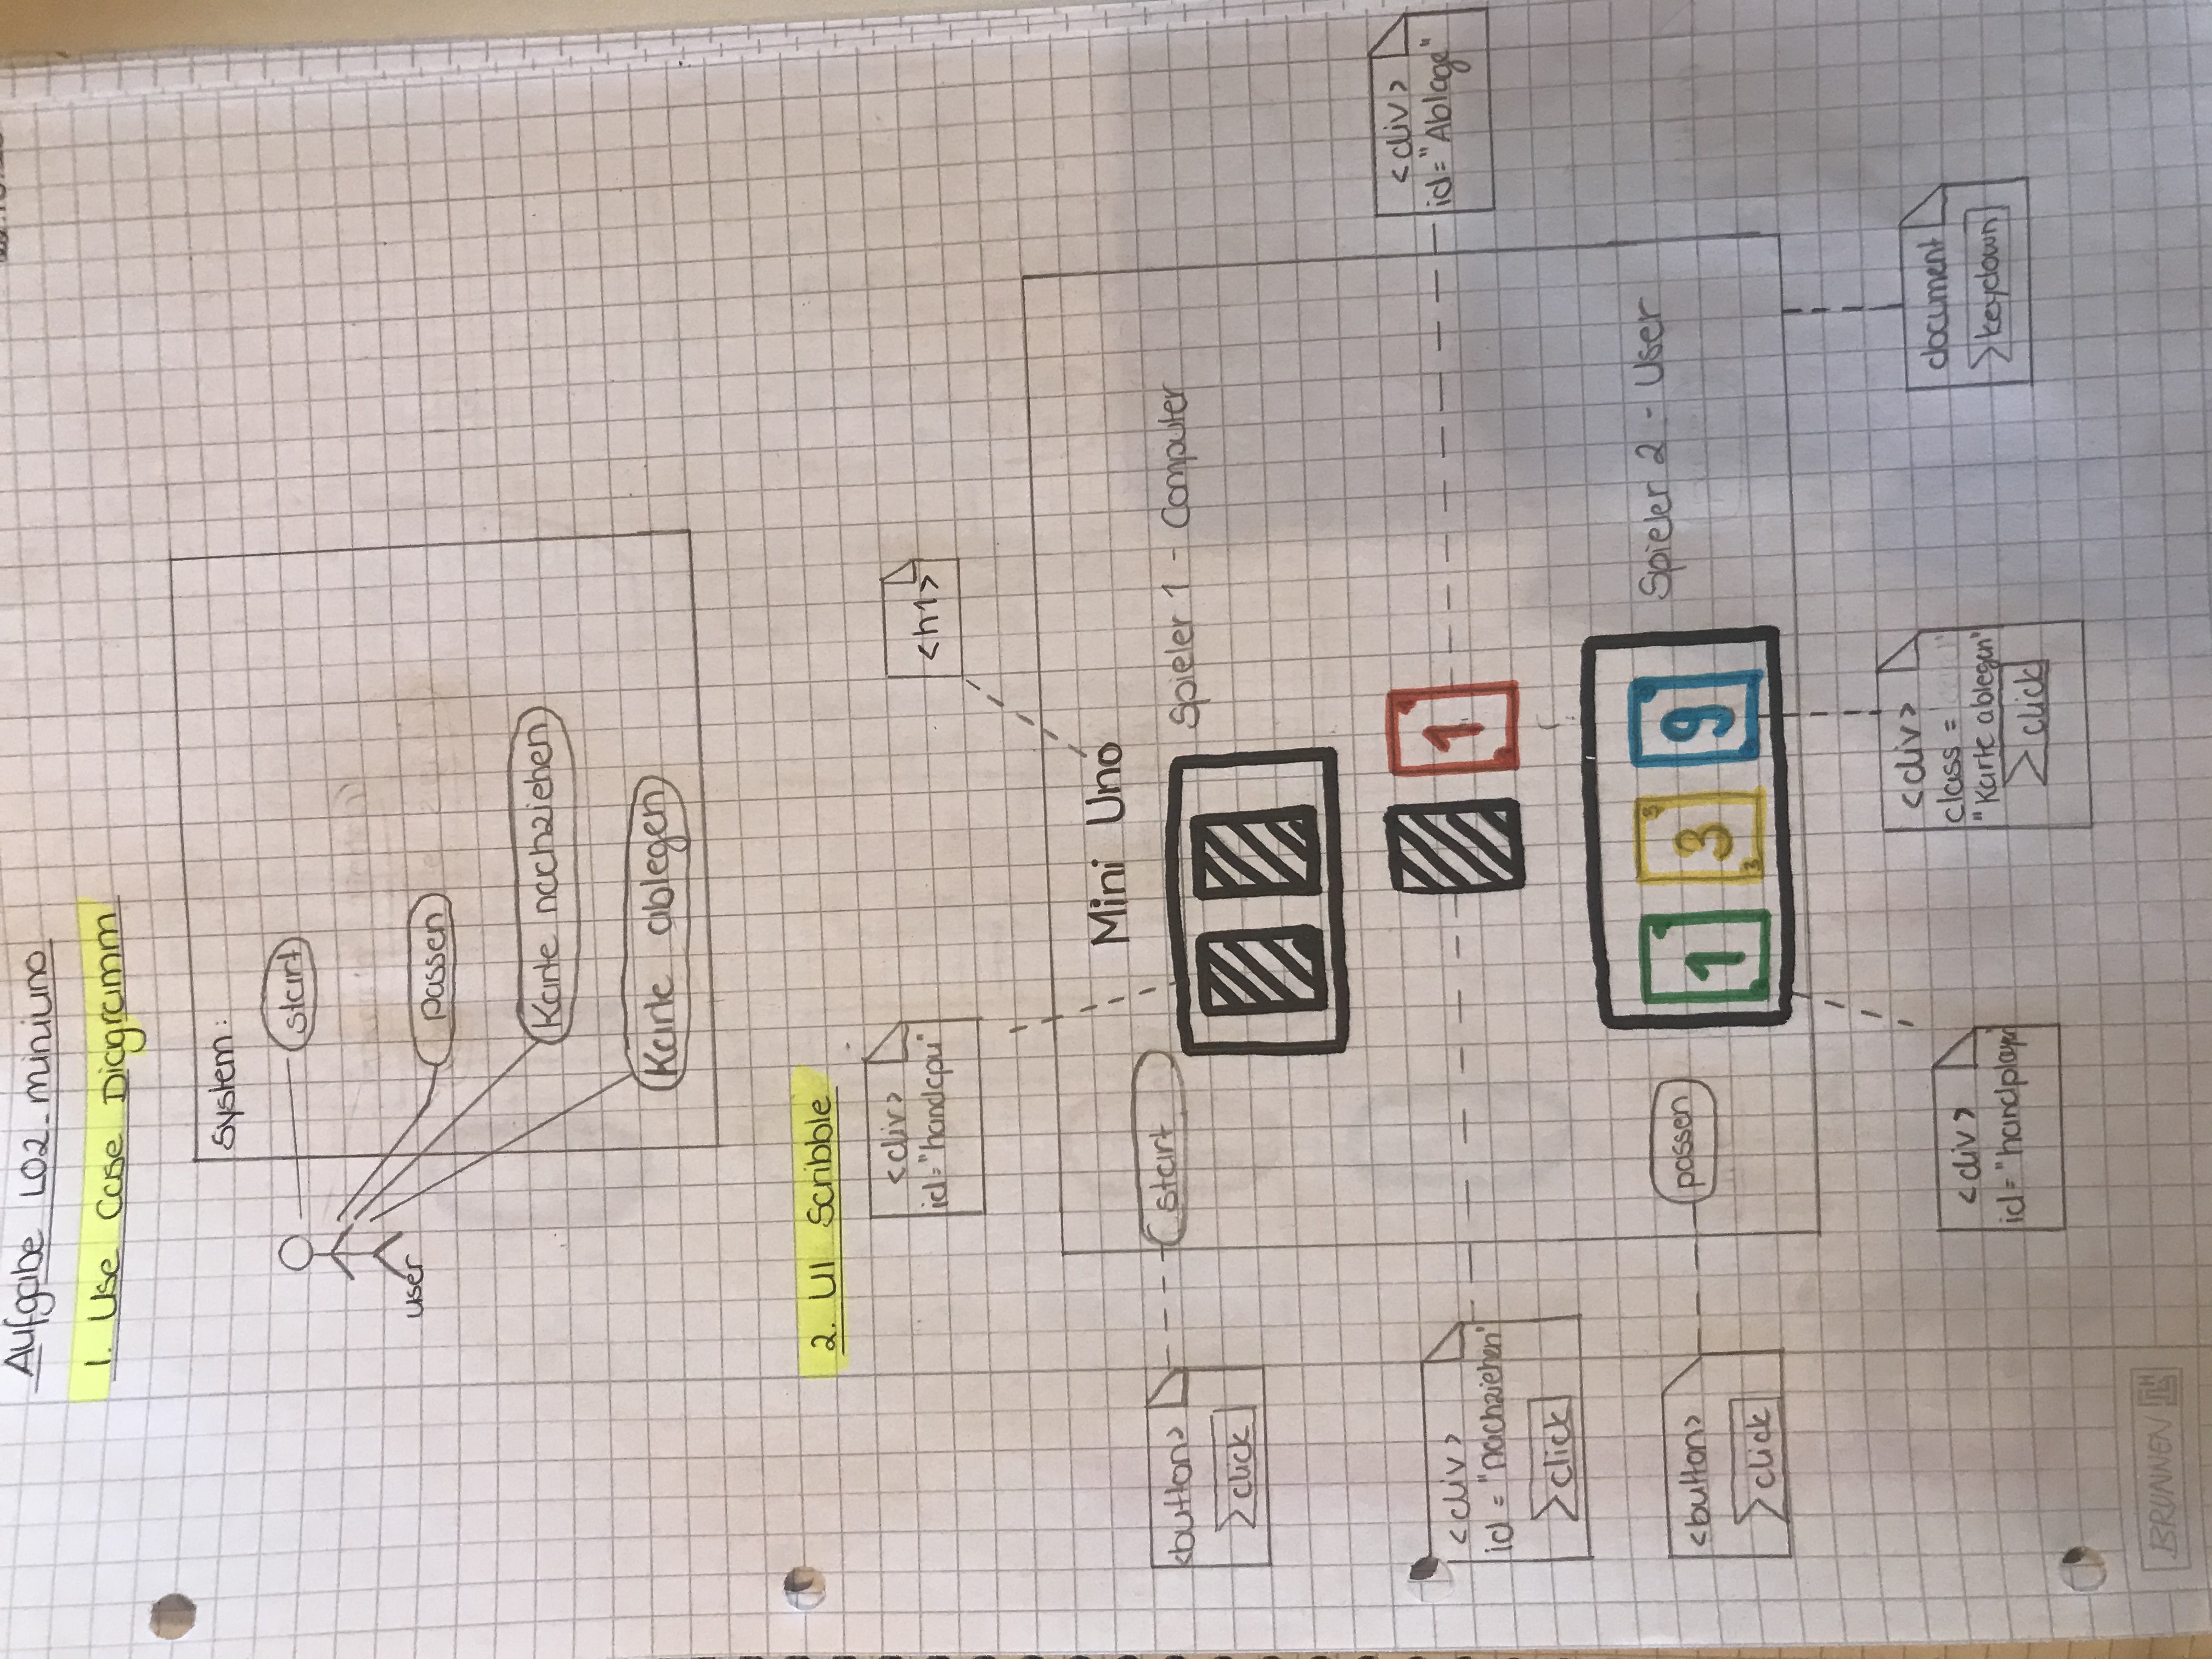 Aufgabe L02_miniuno
1. Use Case Diagramm
System:
start
user
passen
Karte nachziehen
Karte ablegen
2. UI Scribble
<div>
id="handcpu"
<h1>
Mini Uno
<button>
click
start
Spieler 1 - Computer
<div>
id = "nachziehen"
click
1
<div>
id="Ablage"
<button>
click
passen
1
3
3
3
9
Spieler 2 - User
<div>
id="handplayer
<div>
class =
"Karte ablegen"
click
document
keydown
BRUNNEN